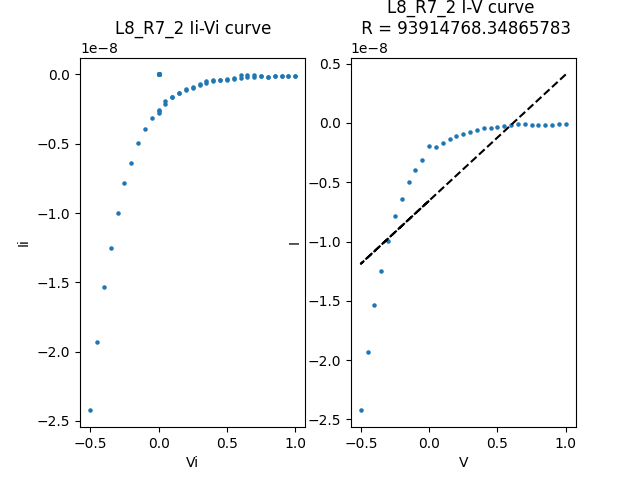 L8_R7_2 Ii-Vi curve
1e−8
0.0
−0.5
−1.0
−1.5
−2.0
−2.5
Ii
−0.5 0.0 0.5 1.0
Vi
L8_R7_2 I-V curve
R = 93914768.34865783
1e−8
0.5
0.0
−0.5
−1.0
−1.5
−2.0
−2.5
I
−0.5 0.0 0.5 1.0
V